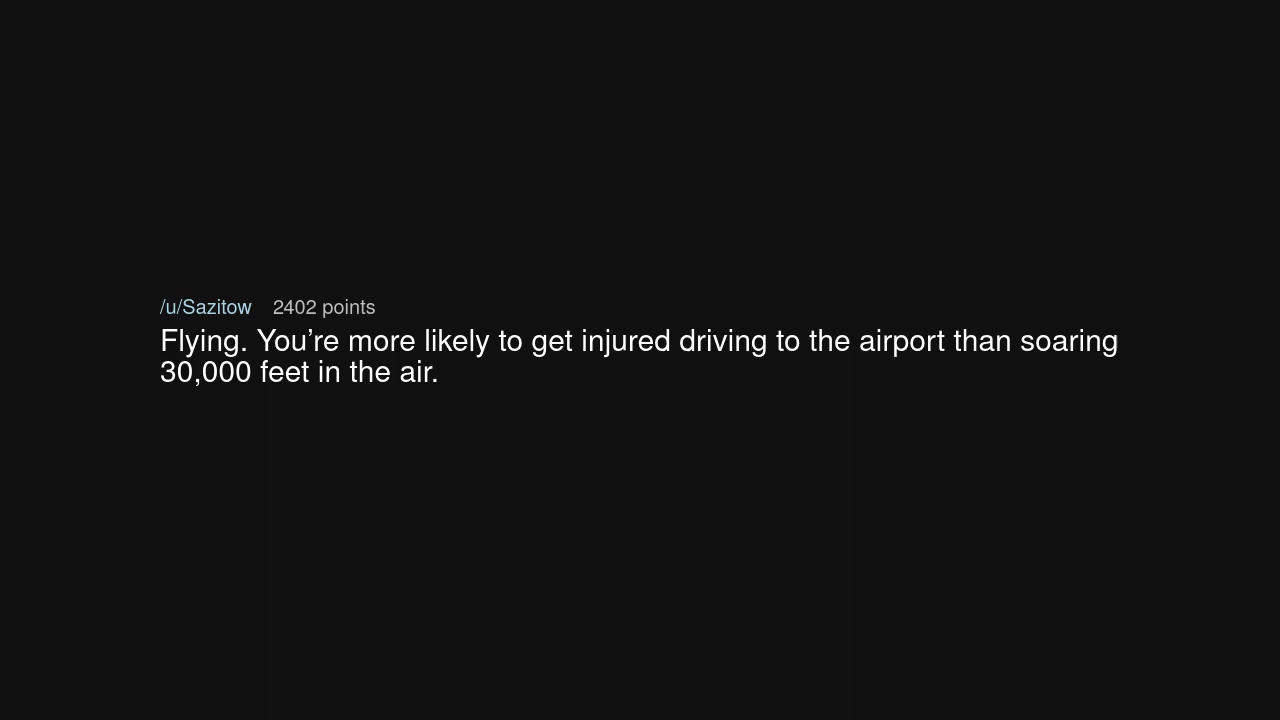 /u/Sazitow 2402 points
Flying. You’re more likely to get injured driving to the airport than soaring
30,000 feet in the air.